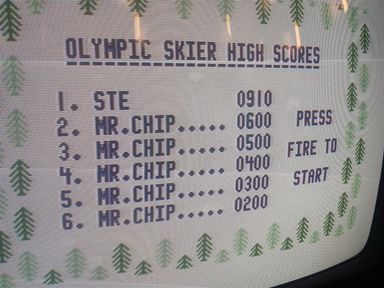 OLYMPIC SKIER HIGH SCORES
1. STE 0910
2. MR.CHIP..... 0600
3. MR.CHIP..... 0500
4. MR.CHIP..... 0400
5. MR.CHIP..... 0300
6. MR.CHIP..... 0200
PRESS
FIRE TO
START